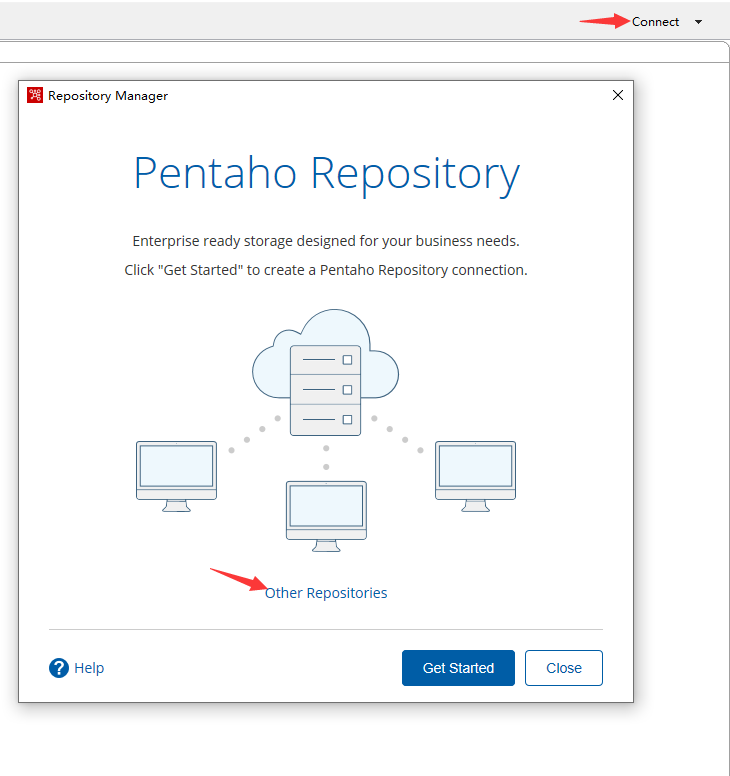 Connect
Repository Manager
Pentaho Repository
Enterprise ready storage designed for your business needs.
Click "Get Started" to create a Pentaho Repository connection.
Other Repositories
? Help
Get Started
Close